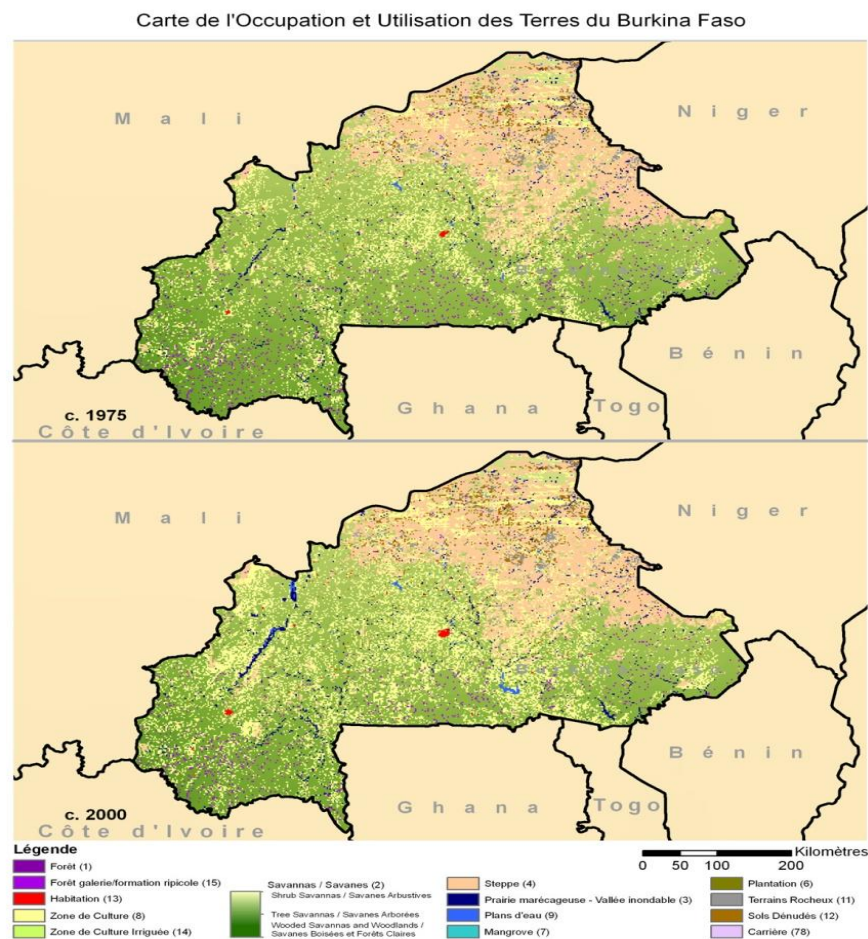 Carte de l'Occupation et Utilisation des Terres du Burkina Faso
Mali
Niger
Burkina Faso
Bénin
Ghana
Togo
c. 1975
Côte d'Ivoire
Mali
Niger
Burkina Faso
Bénin
Ghana
Togo
c. 2000
Côte d'Ivoire
Légende
Forêt (1)
Forêt galerie/formation ripicole (15)
Habitation (13)
Zone de Culture (8)
Zone de Culture Irriguée (14)
Savannas / Savanes (2)
Shrub Savannas / Savanes Arbustives
Tree Savannas / Savanes Arborées
Wooded Savannas and Woodlands /
Savanes Boisées et Forêts Claires
Steppe (4)
Prairie marécageuse - Vallée inondable (3)
Plans d'eau (9)
Mangrove (7)
Kilomètres
0 50 100 200
Plantation (6)
Terrains Rocheux (11)
Sols Dénudés (12)
Carrière (78)